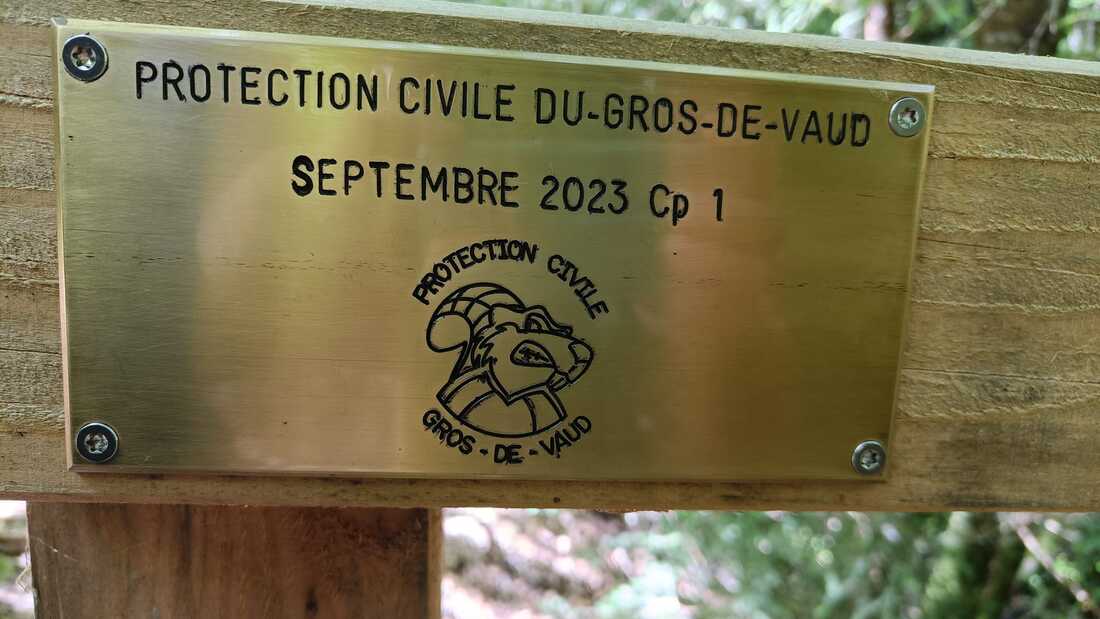 PROTECTION CIVILE DU-GROS-DE-VAUD
SEPTEMBRE 2023 Cp 1
PROTECTION CIVILE
GROS-DE-VAUD